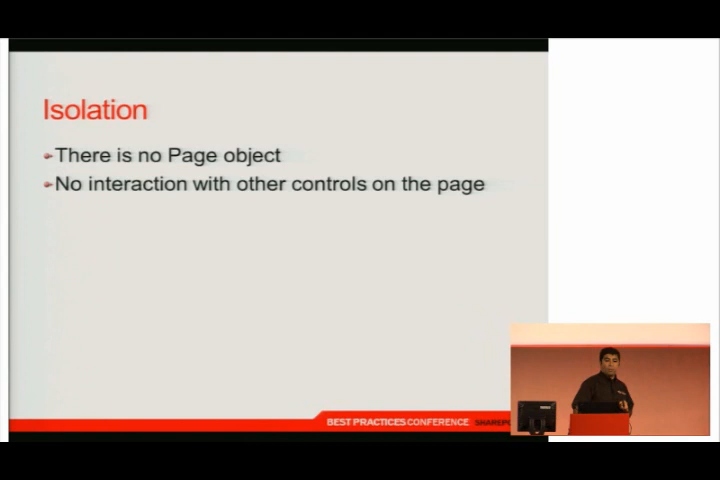 Isolation
There is no Page object
No interaction with other controls on the page
BEST PRACTICES CONFERENCE